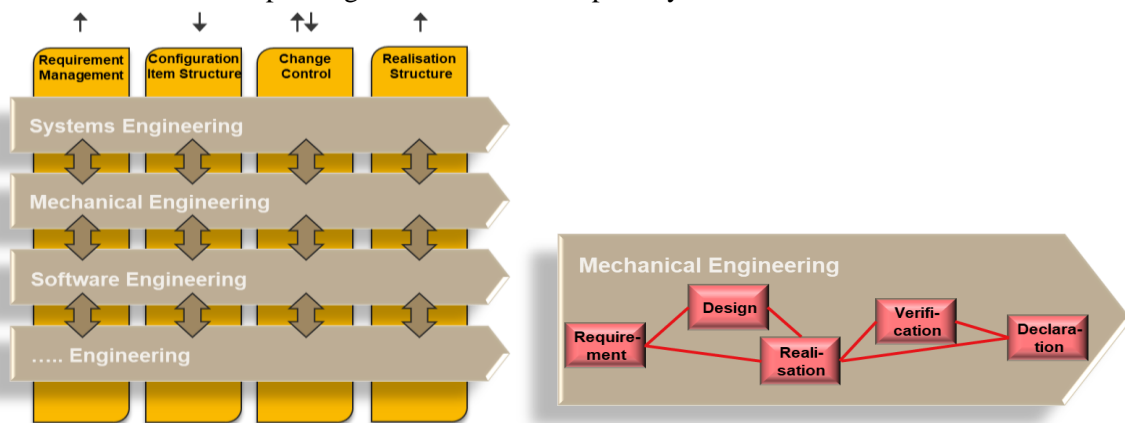 Requirement
Management
Configuration
Item Structure
Change
Control
Realisation
Structure
Systems Engineering
Mechanical Engineering
Software Engineering
….. Engineering
Mechanical Engineering
Require-
ment
Design
Reali-
sation
Verifi-
cation
Declara-
tion